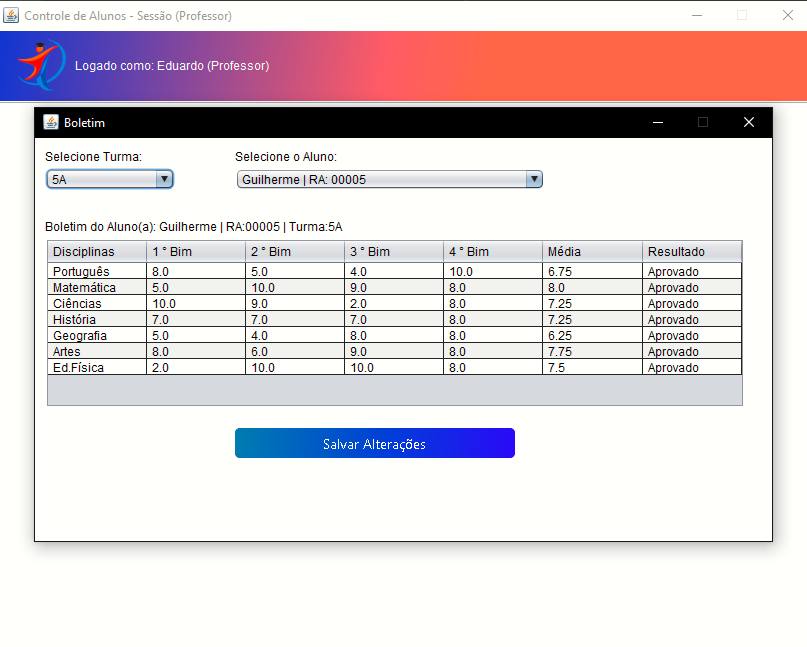 Controle de Alunos - Sessão (Professor)
Logado como: Eduardo (Professor)
Boletim
Selecione Turma: Selecione o Aluno:
5A Guilherme | RA: 00005
Boletim do Aluno(a): Guilherme | RA:00005 | Turma:5A
Disciplinas 1 ° Bim 2 ° Bim 3 ° Bim 4 ° Bim Média Resultado
Português 8.0 5.0 4.0 10.0 6.75 Aprovado
Matemática 5.0 10.0 9.0 8.0 8.0 Aprovado
Ciências 10.0 9.0 2.0 8.0 7.25 Aprovado
História 7.0 7.0 7.0 8.0 7.25 Aprovado
Geografia 5.0 4.0 8.0 8.0 6.25 Aprovado
Artes 8.0 6.0 9.0 8.0 7.75 Aprovado
Ed.Física 2.0 10.0 10.0 8.0 7.5 Aprovado
Salvar Alterações